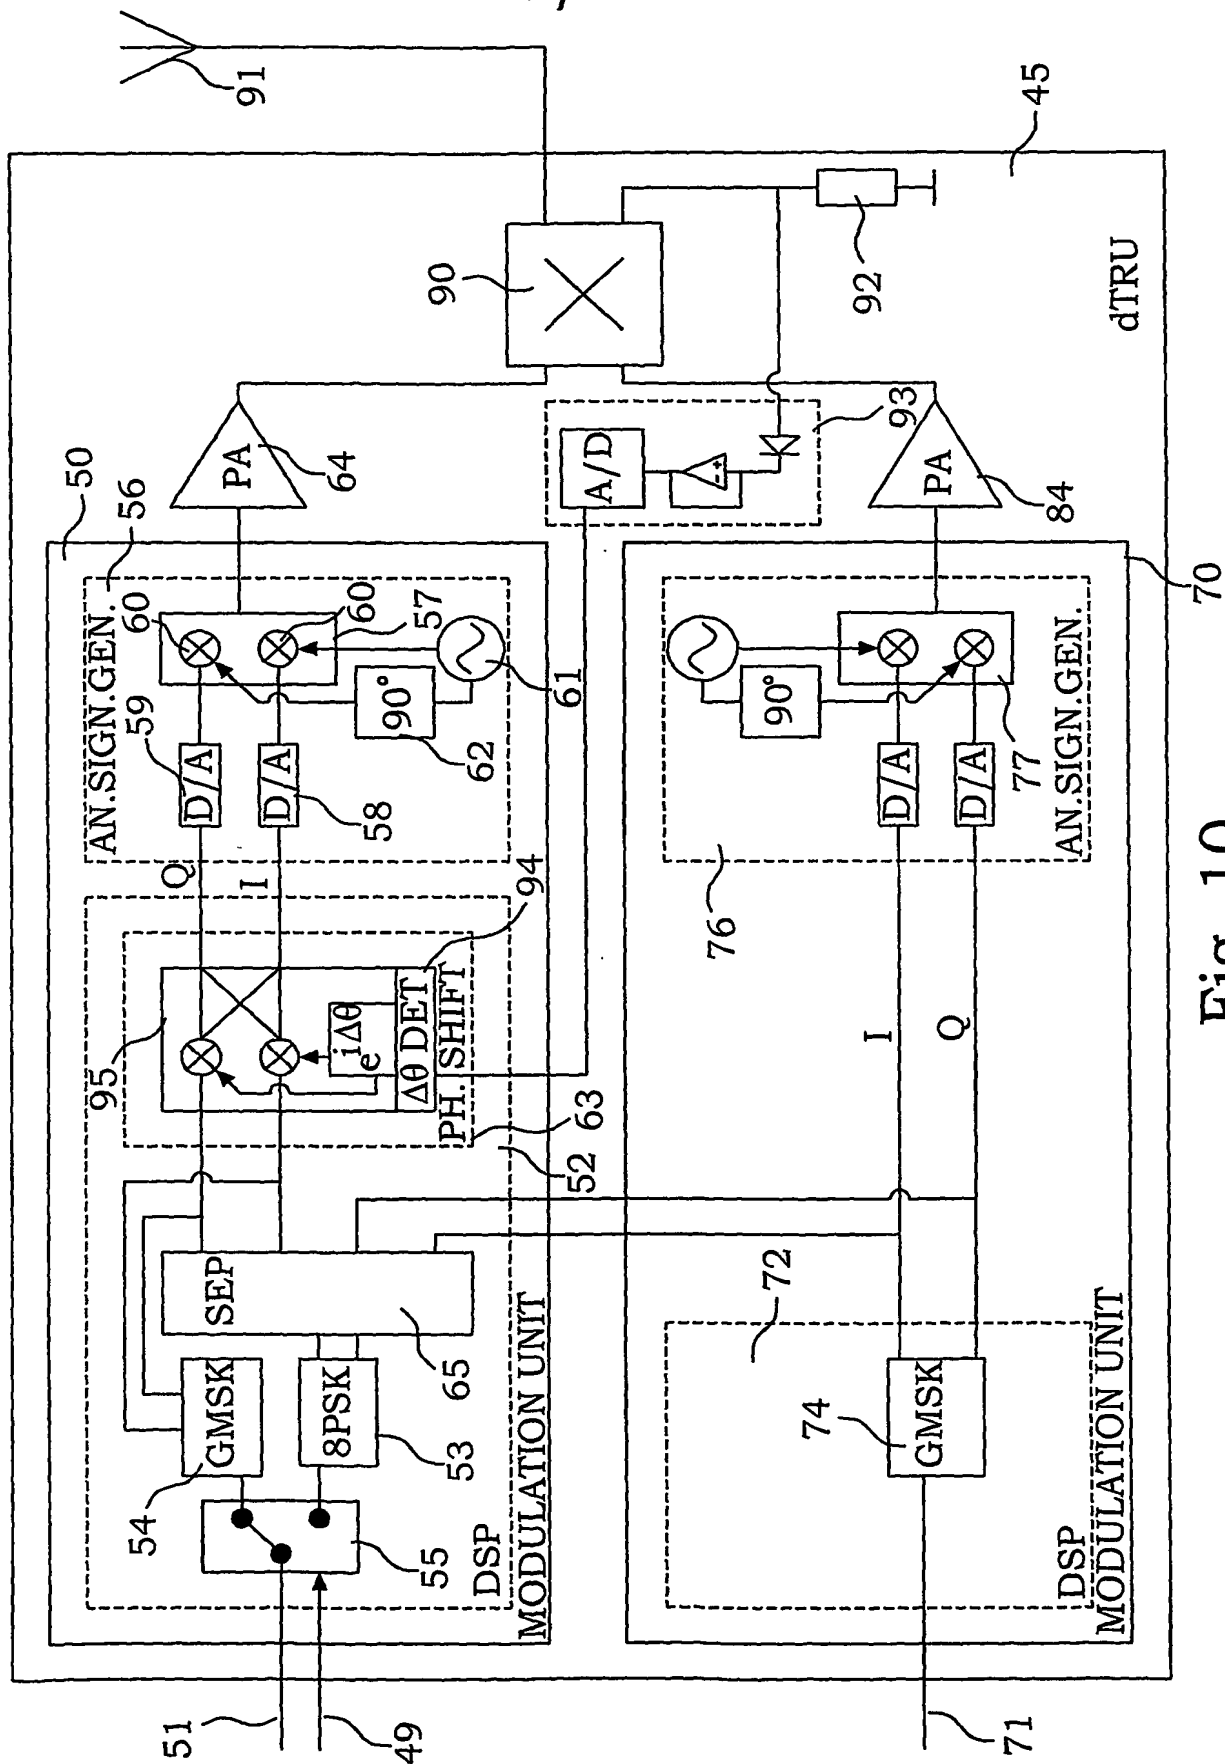 91
45
90
92
dTRU
50
56
PA
64
A/D
93
- +
PA
84
70
AN.SIGN.GEN.
60
60
57
59
D/A
D/A
58
90°
62
61
90°
D/A
D/A
77
AN.SIGN.GEN.
76
Q
I
94
95
e iΔθ
Δθ DET
PH. SHIFT
63
52
I
Q
SEP
65
GMSK
54
8PSK
53
55
DSP
MODULATION UNIT
72
74
GMSK
DSP
MODULATION UNIT
51
49
71
Fig. 10